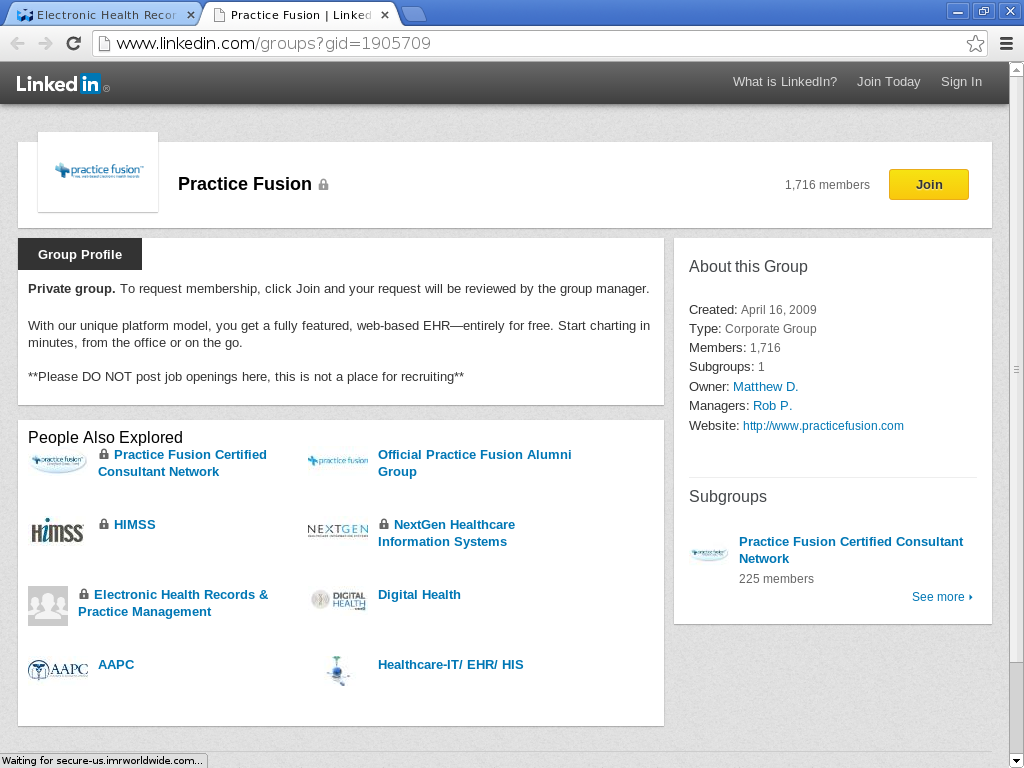 Electronic Health Recor
Practice Fusion | Linked
www.linkedin.com/groups?gid=1905709
Linked in ®
What is LinkedIn?
Join Today
Sign In
practice fusion
Practice Fusion
1,716 members
Join
Group Profile
Private group. To request membership, click Join and your request will be reviewed by the group manager.
With our unique platform model, you get a fully featured, web-based EHR—entirely for free. Start charting in
minutes, from the office or on the go.
**Please DO NOT post job openings here, this is not a place for recruiting**
People Also Explored
practice fusion
Practice Fusion Certified
Consultant Network
practice fusion
Official Practice Fusion Alumni
Group
HIMSS
HIMSS
NEXTGEN
NextGen Healthcare
Information Systems
Electronic Health Records &
Practice Management
DIGITAL
HEALTH
Digital Health
AAPC
AAPC
Healthcare-IT/ EHR/ HIS
About this Group
Created: April 16, 2009
Type: Corporate Group
Members: 1,716
Subgroups: 1
Owner: Matthew D.
Managers: Rob P.
Website: http://www.practicefusion.com
Subgroups
practice fusion
Practice Fusion Certified Consultant
Network
225 members
See more
Waiting for secure-us.imrworldwide.com...